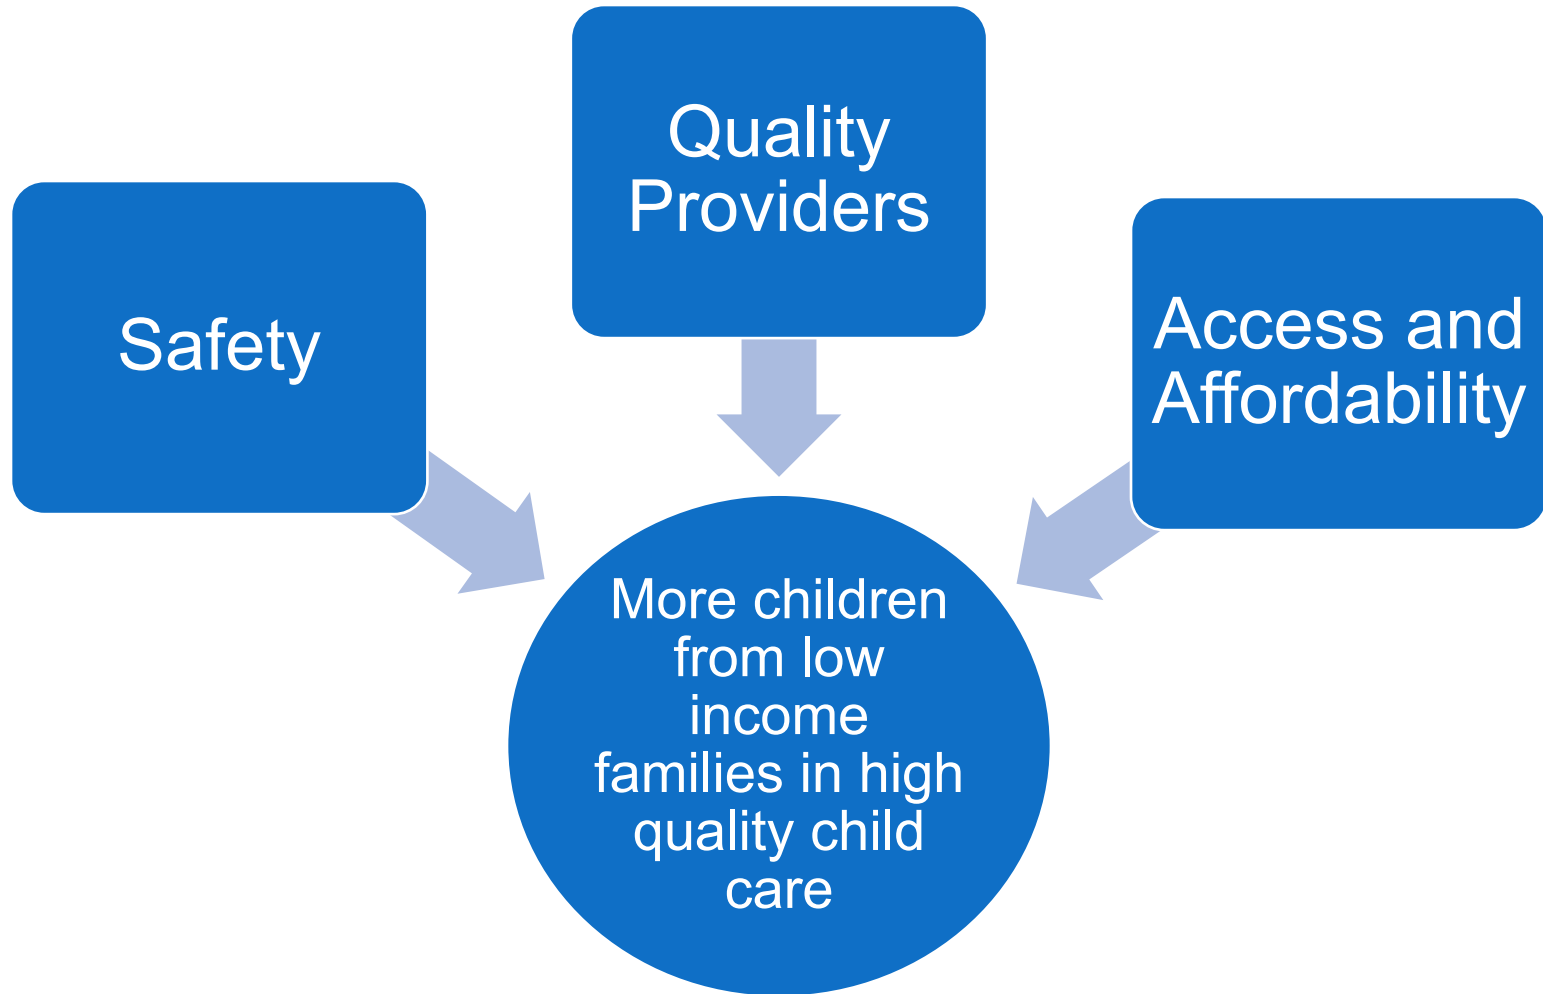 Quality
Providers
Safety
Access and
Affordability
More children
from low
income
families in high
quality child
care